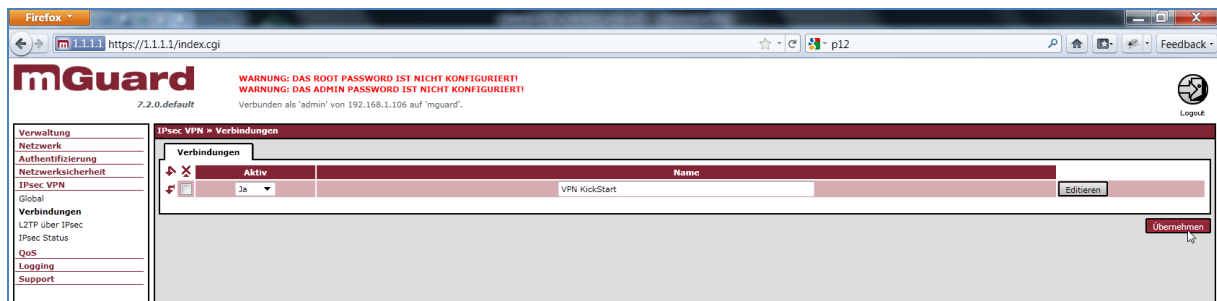 Firefox
1.1.1.1 https://1.1.1.1/index.cgi
p12
Feedback
mGuard
7.2.0.default
WARNUNG: DAS ROOT PASSWORD IST NICHT KONFIGURIERT!
WARNUNG: DAS ADMIN PASSWORD IST NICHT KONFIGURIERT!
Verbunden als 'admin' von 192.168.1.106 auf 'mguard'.
Logout
Verwaltung
Netzwerk
Authentifizierung
Netzwerksicherheit
IPsec VPN
Global
Verbindungen
L2TP über IPsec
IPsec Status
QoS
Logging
Support
IPsec VPN » Verbindungen
Verbindungen
Aktiv Name
Ja VPN KickStart Editieren
Übernehmen